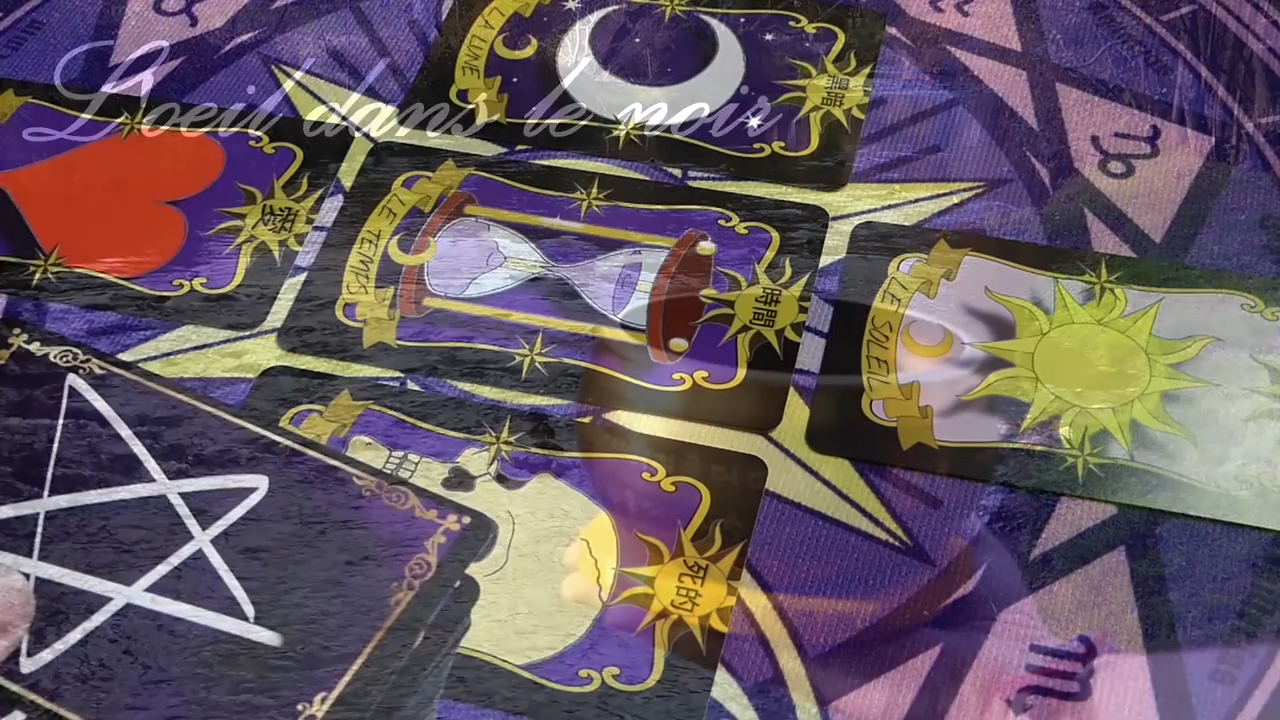 L'oeil dans le noir
LA LUNE
黑暗
LE TEMPS
時間
LE SOLEIL
死的